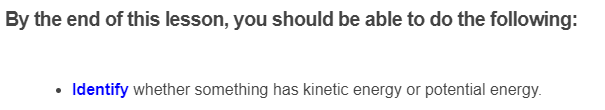 By the end of this lesson, you should be able to do the following:
• Identify whether something has kinetic energy or potential energy.